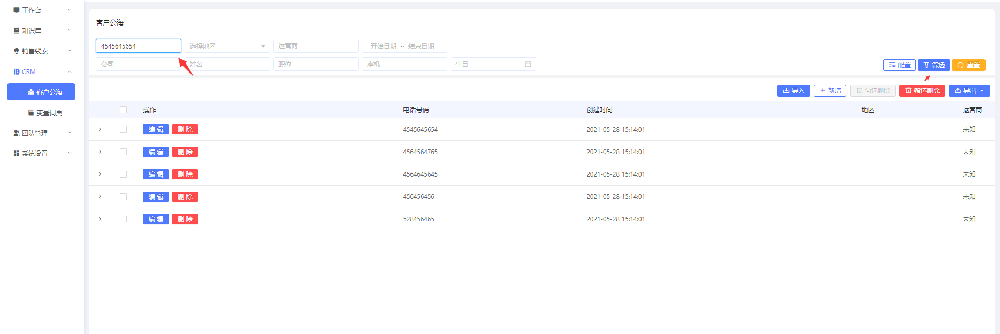 工作台
知识库
销售线索
CRM
客户公海
变量词典
团队管理
系统设置
客户公海
4545645654 选择地区 运营商 开始日期 ~ 结束日期
公司 姓名 职位 座机 生日
配置 筛选 重置
导入 新增 勾选删除 筛选删除 导出
操作 电话号码 创建时间 地区 运营商
编辑 删除 4545645654 2021-05-28 15:14:01 未知
编辑 删除 4564564765 2021-05-28 15:14:01 未知
编辑 删除 4564645645 2021-05-28 15:14:01 未知
编辑 删除 456456456 2021-05-28 15:14:01 未知
编辑 删除 528456465 2021-05-28 15:14:01 未知